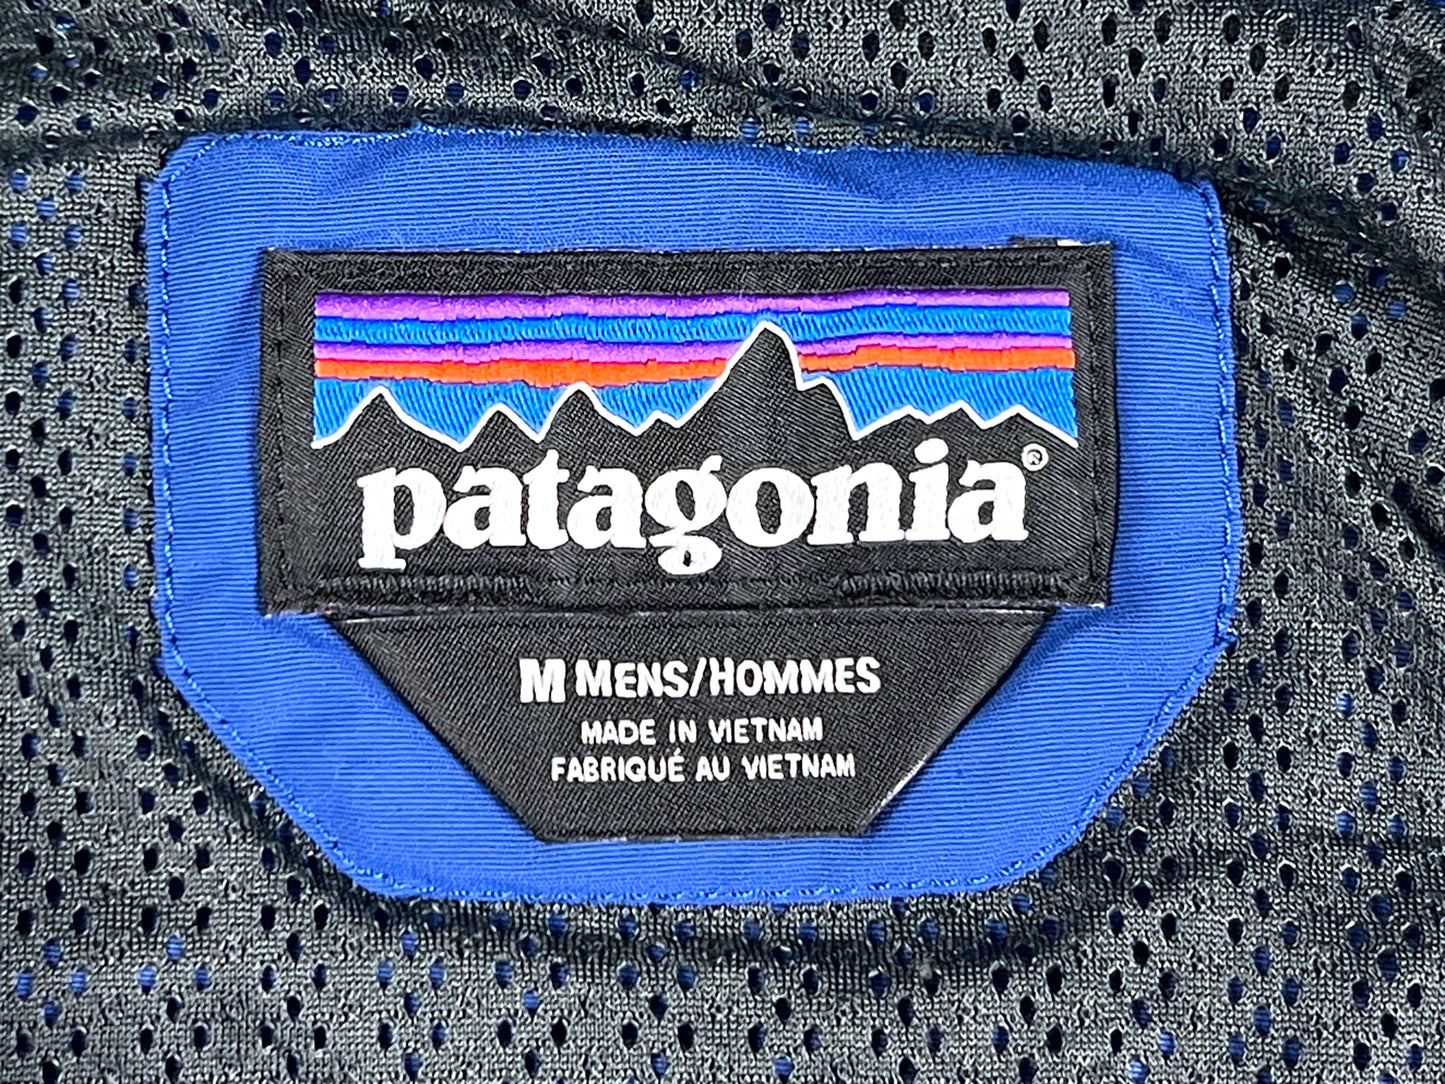 patagonia®
M MENS/HOMMES
MADE IN VIETNAM
FABRIQUÉ AU VIETNAM